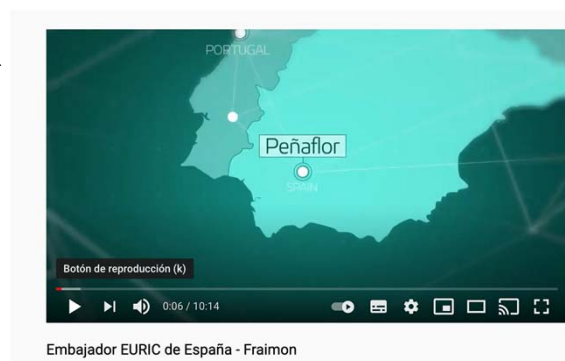 PORTUGAL
Peñaflor
SPAIN
Botón de reproducción (k)
0:06 / 10:14
Embajador EURIC de España - Fraimon